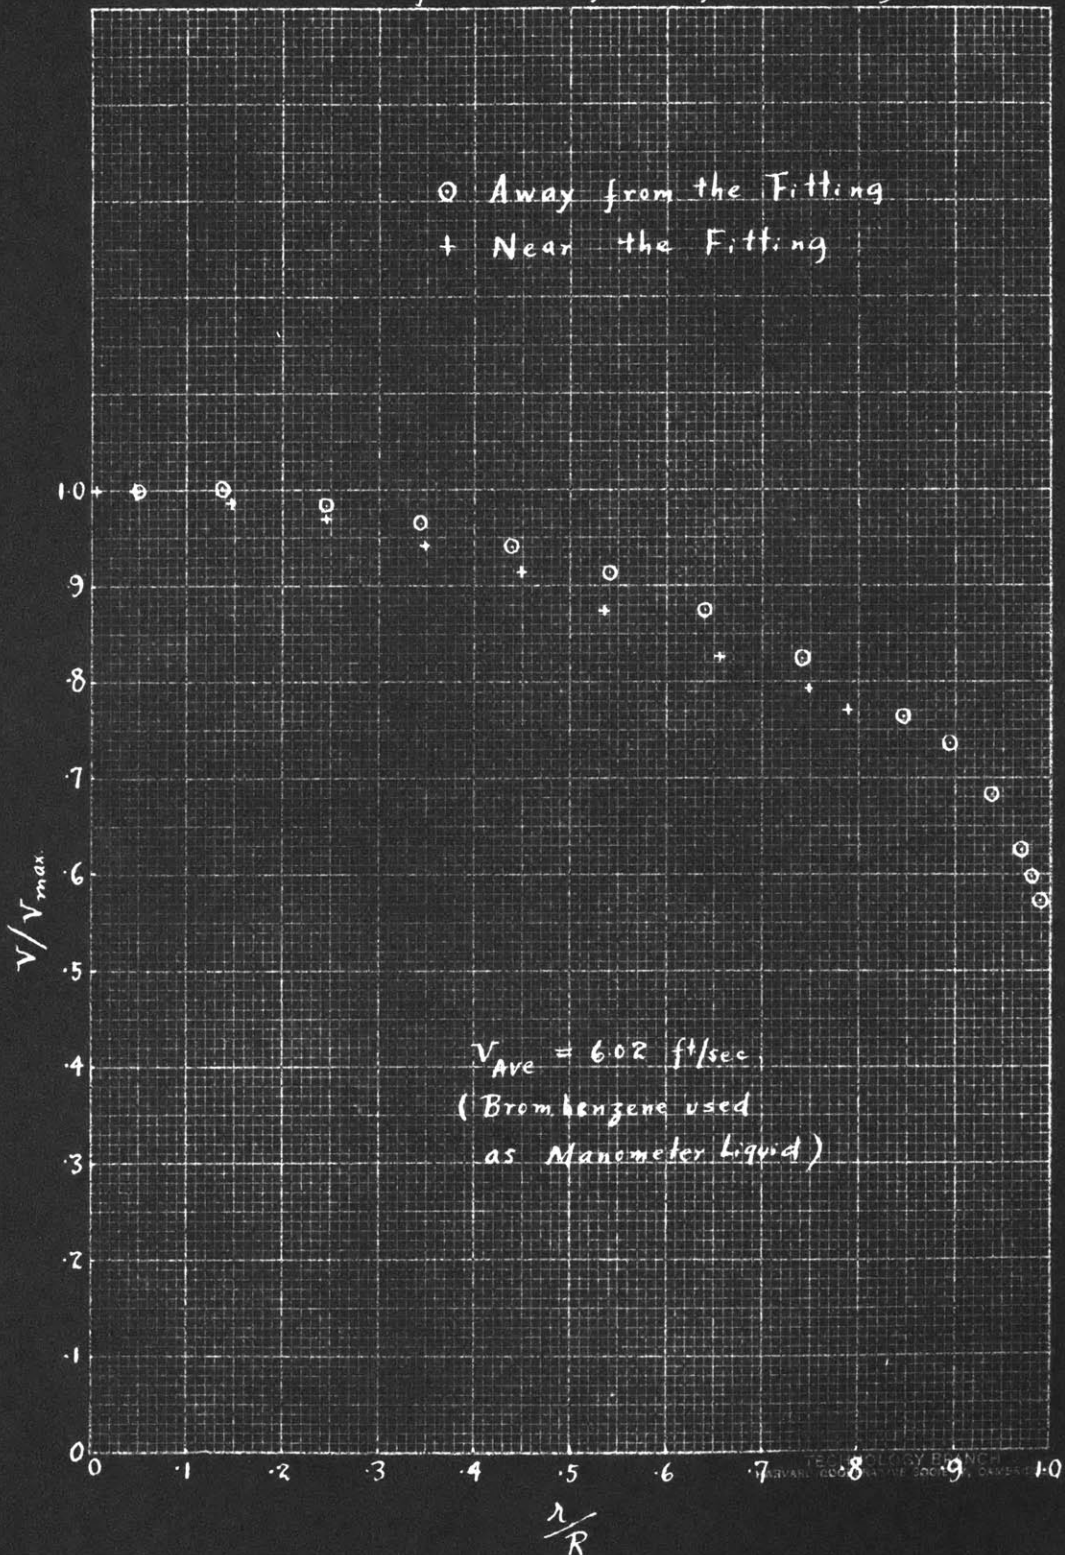 ⊙ Away from the Fitting
+ Near the Fitting
1.0
.9
.8
.7
.6
.5
.4
.3
.2
.1
0
V/Vmax.
VAve = 6.02 ft/sec
(Brombenzene used
as Manometer Liquid)
0 .1 .2 .3 .4 .5 .6 .7 .8 .9 1.0
TECHNOLOGY BRANCH
r/R